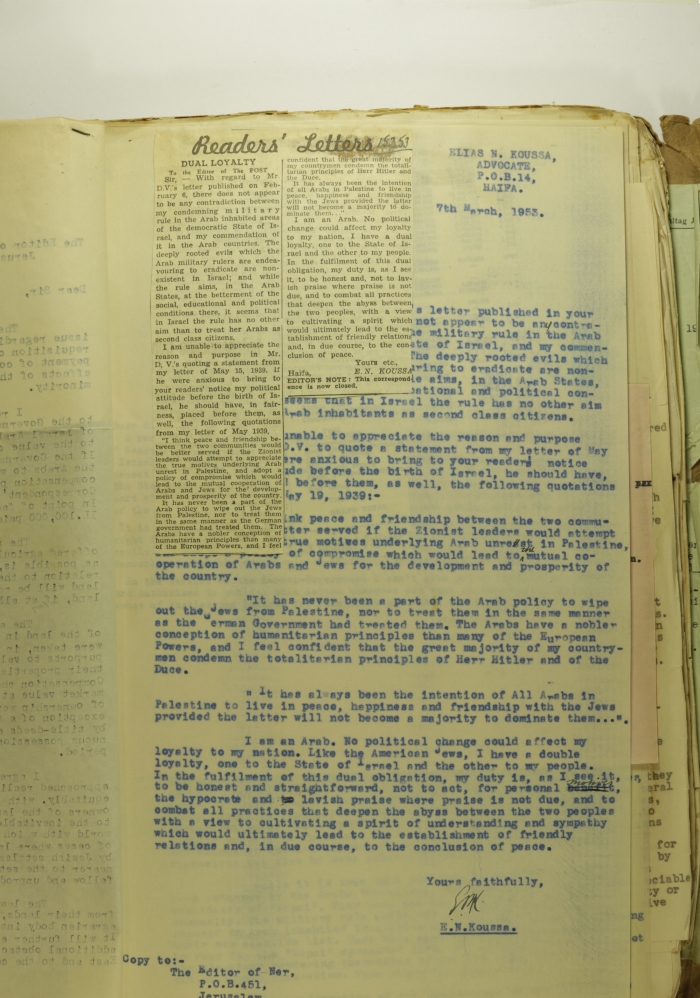 Readers' Letters 15353
DUAL LOYALTY
To the Editor of The POST
Sir, — With regard to Mr.
D.V.'s letter published on Feb-
ruary 6, there does not appear
to be any contradiction between
my condemning military
rule in the Arab inhabited areas
of the democratic State of Is-
rael, and my commendation of
it in the Arab countries. The
deeply rooted evils which the
Arab military rulers are endea-
vouring to eradicate are non-
existent in Israel; and while
the rule aims, in the Arab
States, at the betterment of the
social, educational and political
conditions there, it seems that
in Israel the rule has no other
aim than to treat her Arabs as
second class citizens.
I am unable to appreciate the
reason and purpose in Mr.
D. V.'s quoting a statement from
my letter of May 15, 1939. If
he were anxious to bring to
your readers' notice my political
attitude before the birth of Is-
rael, he should have, in fair-
ness, placed before them, as
well, the following quotations
from my letter of May 1939,
"I think peace and friendship be-
tween the two communities would
be better served if the Zionist
leaders would attempt to appreciate
the true motives underlying Arab
unrest in Palestine, and adopt a
policy of compromise which would
lead to the mutual cooperation of
Arabs and Jews for the develop-
ment and prosperity of the country.
It has never been a part of the
Arab policy to wipe out the Jews
from Palestine, nor to treat them
in the same manner as the German
government had treated them. The
Arabs have a nobler conception of
humanitarian principles than many
of the European Powers, and I feel
confident that the great majority of
my countrymen condemn the totali-
tarian principles of Herr Hitler and
the Duce.
It has always been the intention
of all Arabs in Palestine to live in
peace, happiness and friendship
with the Jews provided the latter
will not become a majority to do-
minate them..."
I am an Arab. No political
change could affect my loyalty
to my nation, I have a dual
loyalty, one to the State of Is-
rael and the other to my people.
In the fulfilment of this dual
obligation, my duty is, as I see
it, to be honest, and not to lav-
ish praise where praise is not
due, and to combat all practices
that deepen the abyss between
the two peoples, with a view
to cultivating a spirit which
would ultimately lead to the es-
tablishment of friendly relations
and, in due course, to the con-
clusion of peace.
Yours etc.,
Haifa, E. N. KOUSSA
EDITOR'S NOTE: This correspond-
ence is now closed.
ELIAS N. KOUSSA,
ADVOCATE,
P.O.B.14,
HAIFA.
7th March, 1953.
s letter published in your
not appear to be an contra-
e military rule in the Arab
te of Israel, and my commen-
The deeply rooted evils which
ring to eradicate are non-
e aims, in the Arab States,
ational and political con-
seems that in Israel the rule has no other aim
Arab inhabitants as second class citizens.
unable to appreciate the reason and purpose
D.V. to quote a statement from my letter of May
ere anxious to bring to your readers notice
ude before the birth of Israel, he should have,
before them, as well, the following quotations
May 19, 1939:-
nk peace and friendship between the two commu-
tter served if the Zionist leaders would attempt
true motives underlying Arab unrest in Palestine,
of compromise which would lead to the mutual co-
operation of Arabs and Jews for the development and prosperity of
the country.
"It has never been a part of the Arab policy to wipe
out the Jews from Palestine, nor to treat them in the same manner
as the German Government had treated them. The Arabs have a nobler
conception of humanitarian principles than many of the European
Powers, and I feel confident that the great majority of my country-
men condemn the totalitarian principles of Herr Hitler and of the
Duce.
" It has always been the intention of All Arabs in
Palestine to live in peace, happiness and friendship with the Jews
provided the latter will not become a majority to dominate them...".
I am an Arab. No political change could affect my
loyalty to my nation. Like the American Jews, I have a double
loyalty, one to the State of Israel and the other to my people.
In the fulfilment of this dual obligation, my duty is, as I see it,
to be honest and straightforward, not to act, for personal benefit,
the hypocrate and lavish praise where praise is not due, and to
combat all practices that deepen the abyss between the two peoples
with a view to cultivating a spirit of understanding and sympathy
which would ultimately lead to the establishment of friendly
relations and, in due course, to the conclusion of peace.
Yours faithfully,
E.N.Koussa.
Copy to:-
The Editor of Ner,
P.O.B.451,
Jerusalem